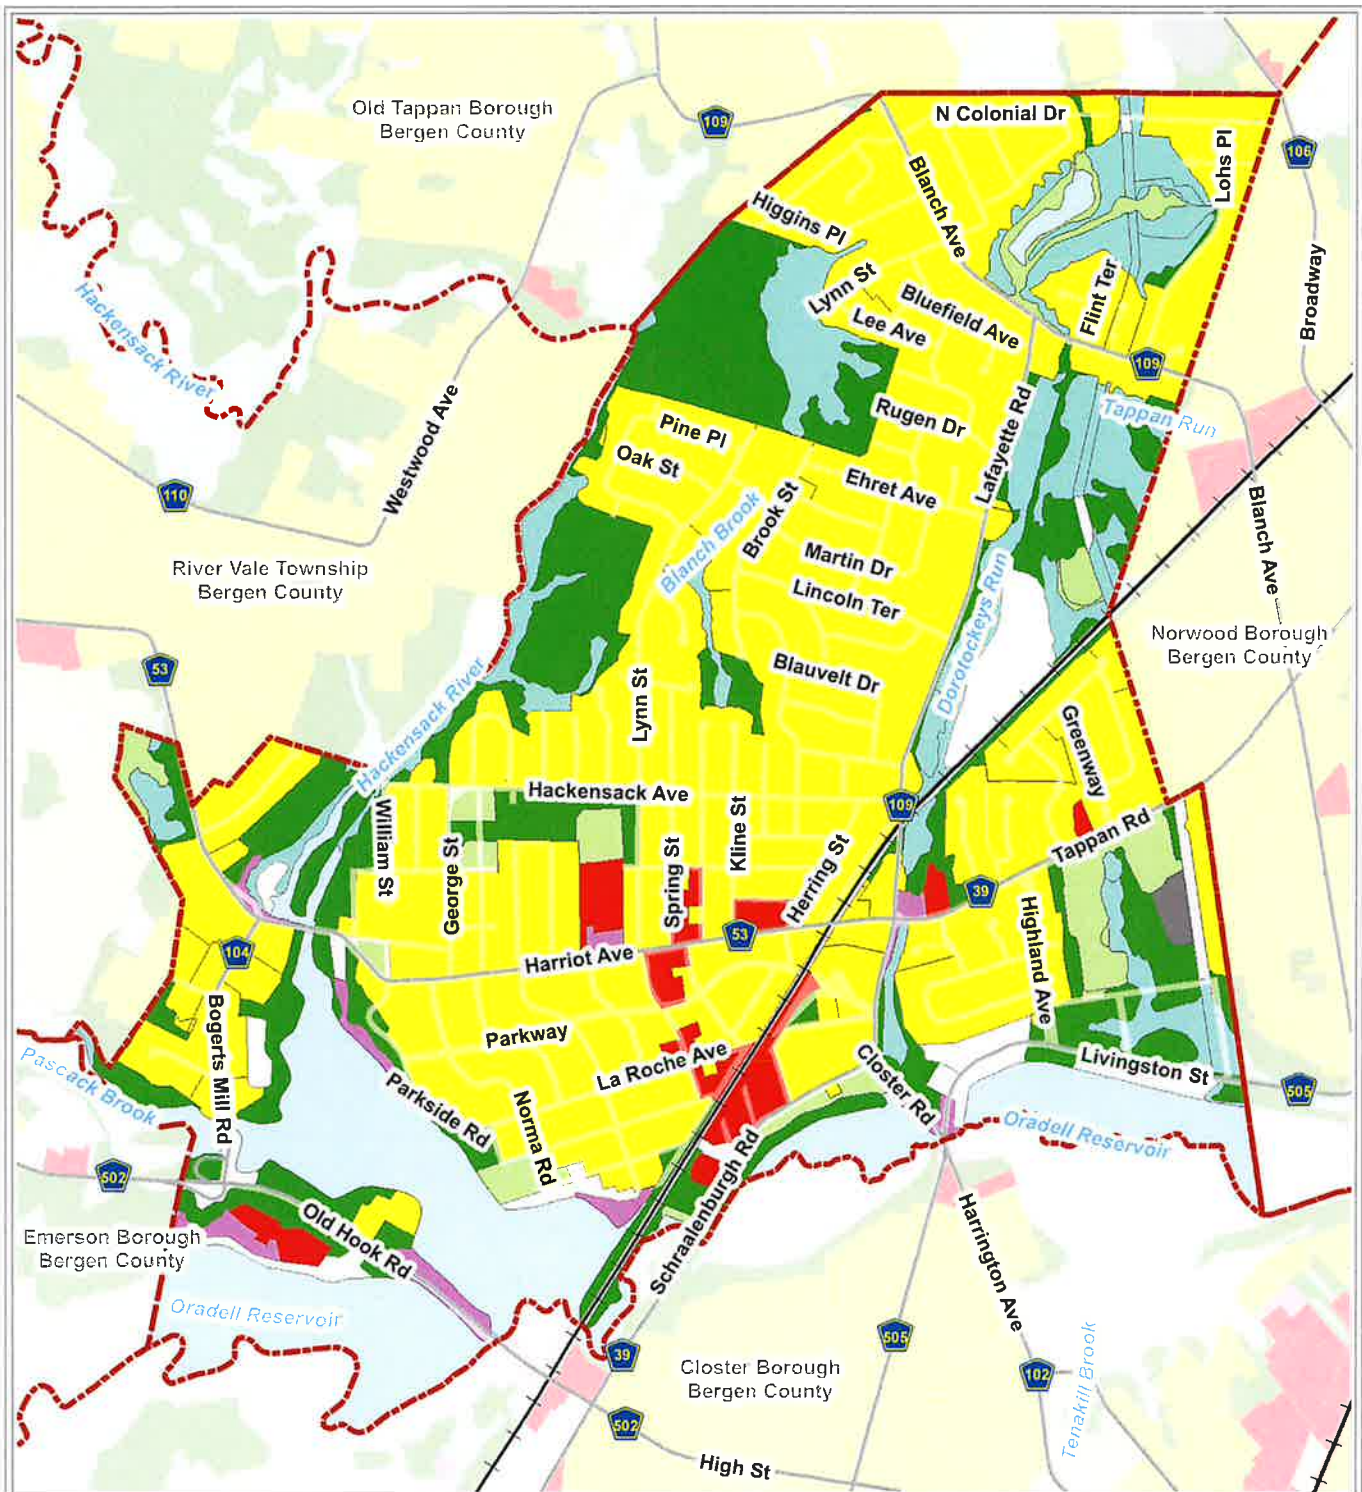 Old Tappan Borough
Bergen County
109
N Colonial Dr
Lohs Pl
106
Blanch Ave
Higgins Pl
Broadway
Lynn St
Flint Ter
Bluefield Ave
Lee Ave
Hackensack River
109
Westwood Ave
Rugen Dr
Tappan Run
Lafayette Rd
Pine Pl
Oak St
110
Ehret Ave
Brook St
Blanch Brook
Blanch Ave
Martin Dr
River Vale Township
Bergen County
Lincoln Ter
Dorotockeys Run
Norwood Borough
Bergen County
53
Blauvelt Dr
Lynn St
Hackensack River
Greenway
Hackensack Ave
109
William St
George St
Spring St
Kline St
Herring St
Tappan Rd
39
Highland Ave
104
53
Harriot Ave
Bogerts Mill Rd
Parkway
La Roche Ave
Closter Rd
Livingston St
505
Pascack Brook
Parkside Rd
Norma Rd
Oradell Reservoir
502
Old Hook Rd
Schraalenburgh Rd
Harrington Ave
Emerson Borough
Bergen County
Oradell Reservoir
505
39
Closter Borough
Bergen County
102
Tenakill Brook
502
High St